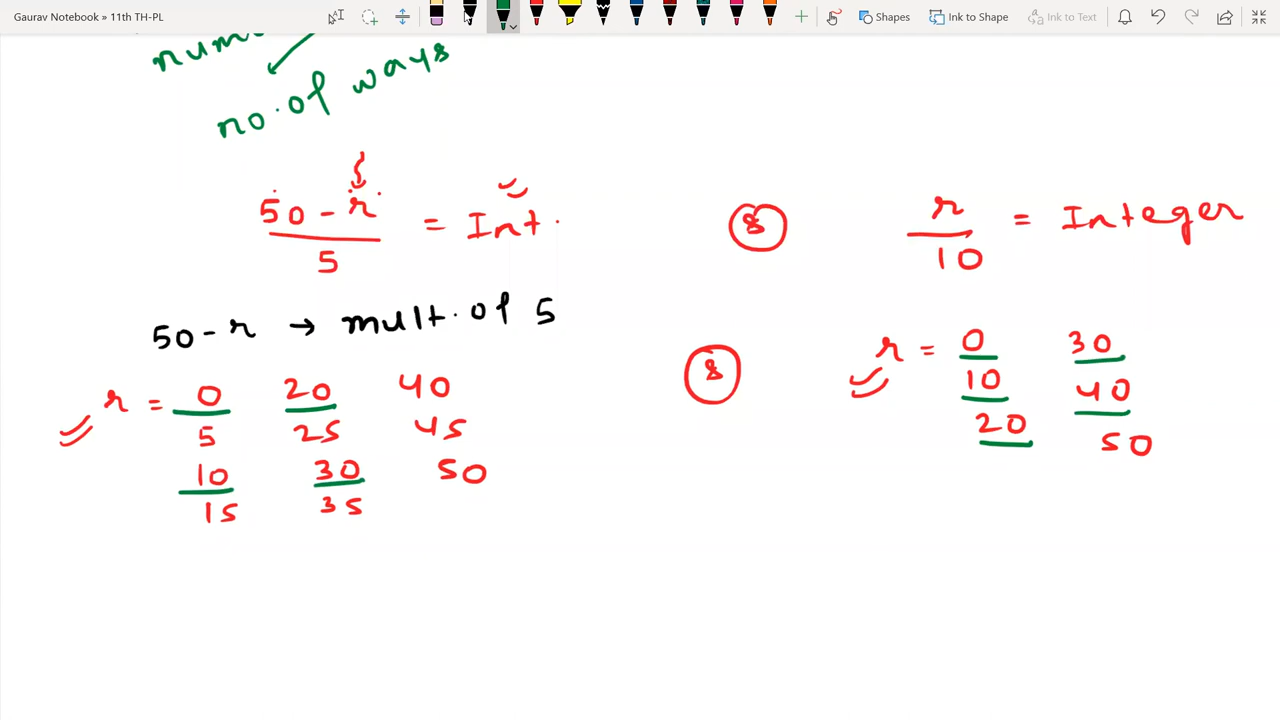 Gaurav Notebook » 11th TH-PL
Shapes Ink to Shape Ink to Text
no. of ways
50 - r / 5 = Int.
&
r / 10 = Integer
50 - r → mult. of 5
&
r = 0 20 40
5 25 45
10 30 50
15 35
r = 0 30
10 40
20 50